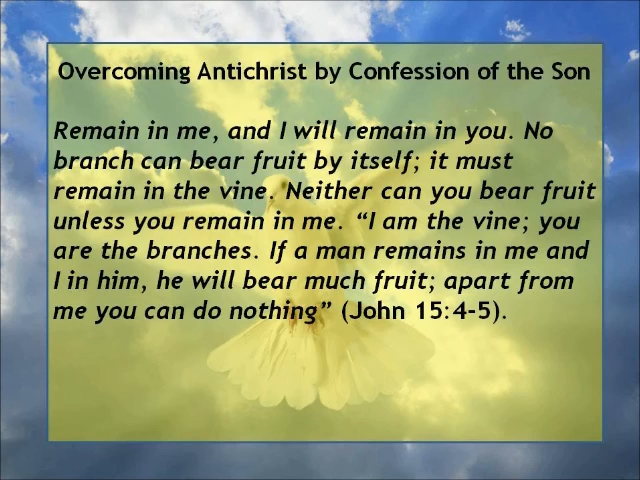 Overcoming Antichrist by Confession of the Son
Remain in me, and I will remain in you. No
branch can bear fruit by itself; it must
remain in the vine. Neither can you bear fruit
unless you remain in me. “I am the vine; you
are the branches. If a man remains in me and
I in him, he will bear much fruit; apart from
me you can do nothing” (John 15:4-5).